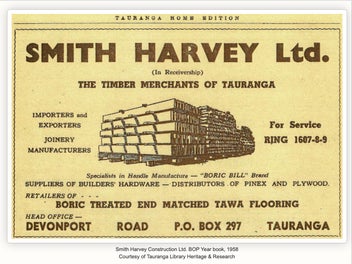 TAURANGA HOME EDITION
SMITH HARVEY Ltd.
(In Receivership)
THE TIMBER MERCHANTS OF TAURANGA
IMPORTERS and
EXPORTERS
JOINERY
MANUFACTURERS
For Service
RING 1607-8-9
Specialists in Handle Manufacture — "BORIC BILL" Brand
SUPPLIERS OF BUILDERS' HARDWARE — DISTRIBUTORS OF PINEX AND PLYWOOD.
RETAILERS OF - - -
BORIC TREATED END MATCHED TAWA FLOORING
HEAD OFFICE —
DEVONPORT ROAD P.O. BOX 297 TAURANGA
Smith Harvey Construction Ltd. BOP Year book, 1958
Courtesy of Tauranga Library Heritage & Research